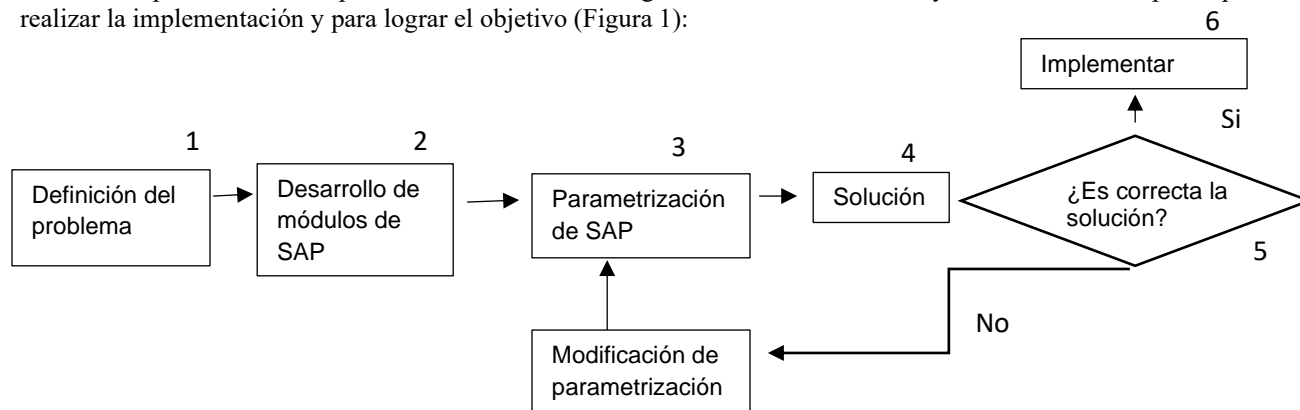 realizar la implementación y para lograr el objetivo (Figura 1):
6
Implementar
Si
1
2
3
4
Definición del
problema
Desarrollo de
módulos de
SAP
Parametrización
de SAP
Solución
¿Es correcta la
solución?
5
No
Modificación de
parametrización